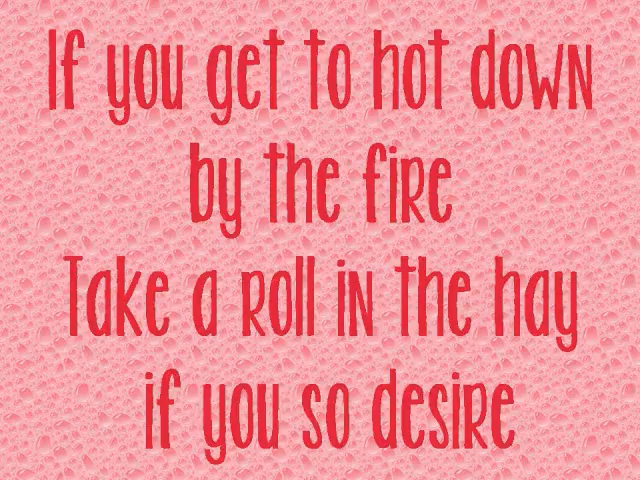 If you get to hot down
by the fire
Take a roll in the hay
if you so desire